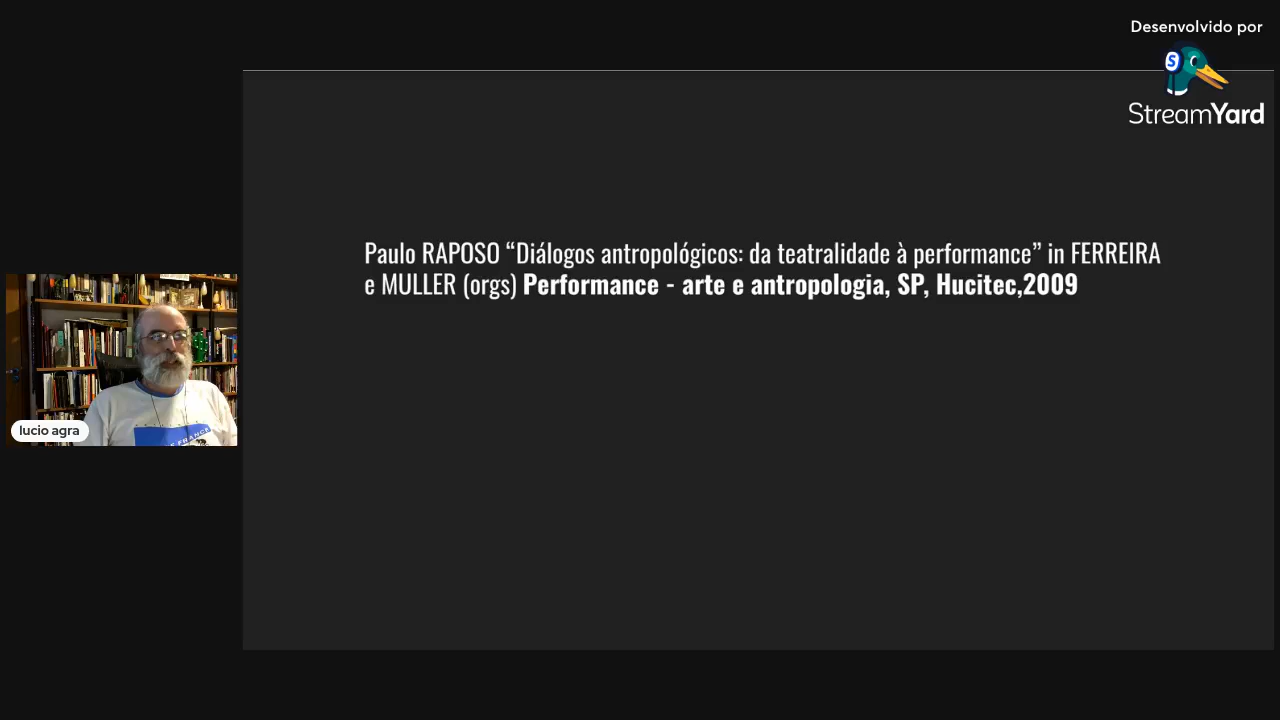 Desenvolvido por
S
StreamYard
Paulo RAPOSO “Diálogos antropológicos: da teatralidade à performance” in FERREIRA
e MULLER (orgs) Performance - arte e antropologia, SP, Hucitec,2009
FRANCE
lucio agra